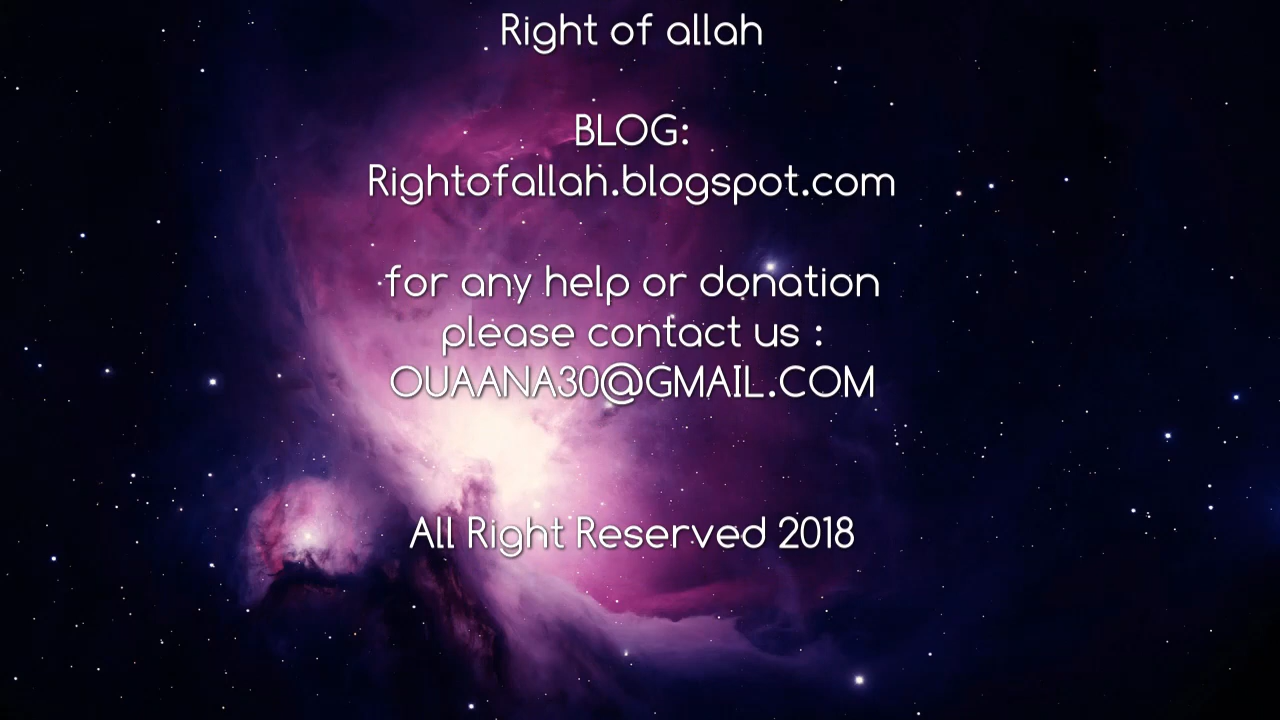 Right of allah
BLOG:
Rightofallah.blogspot.com
for any help or donation
please contact us :
OUAANA30@GMAIL.COM
All Right Reserved 2018